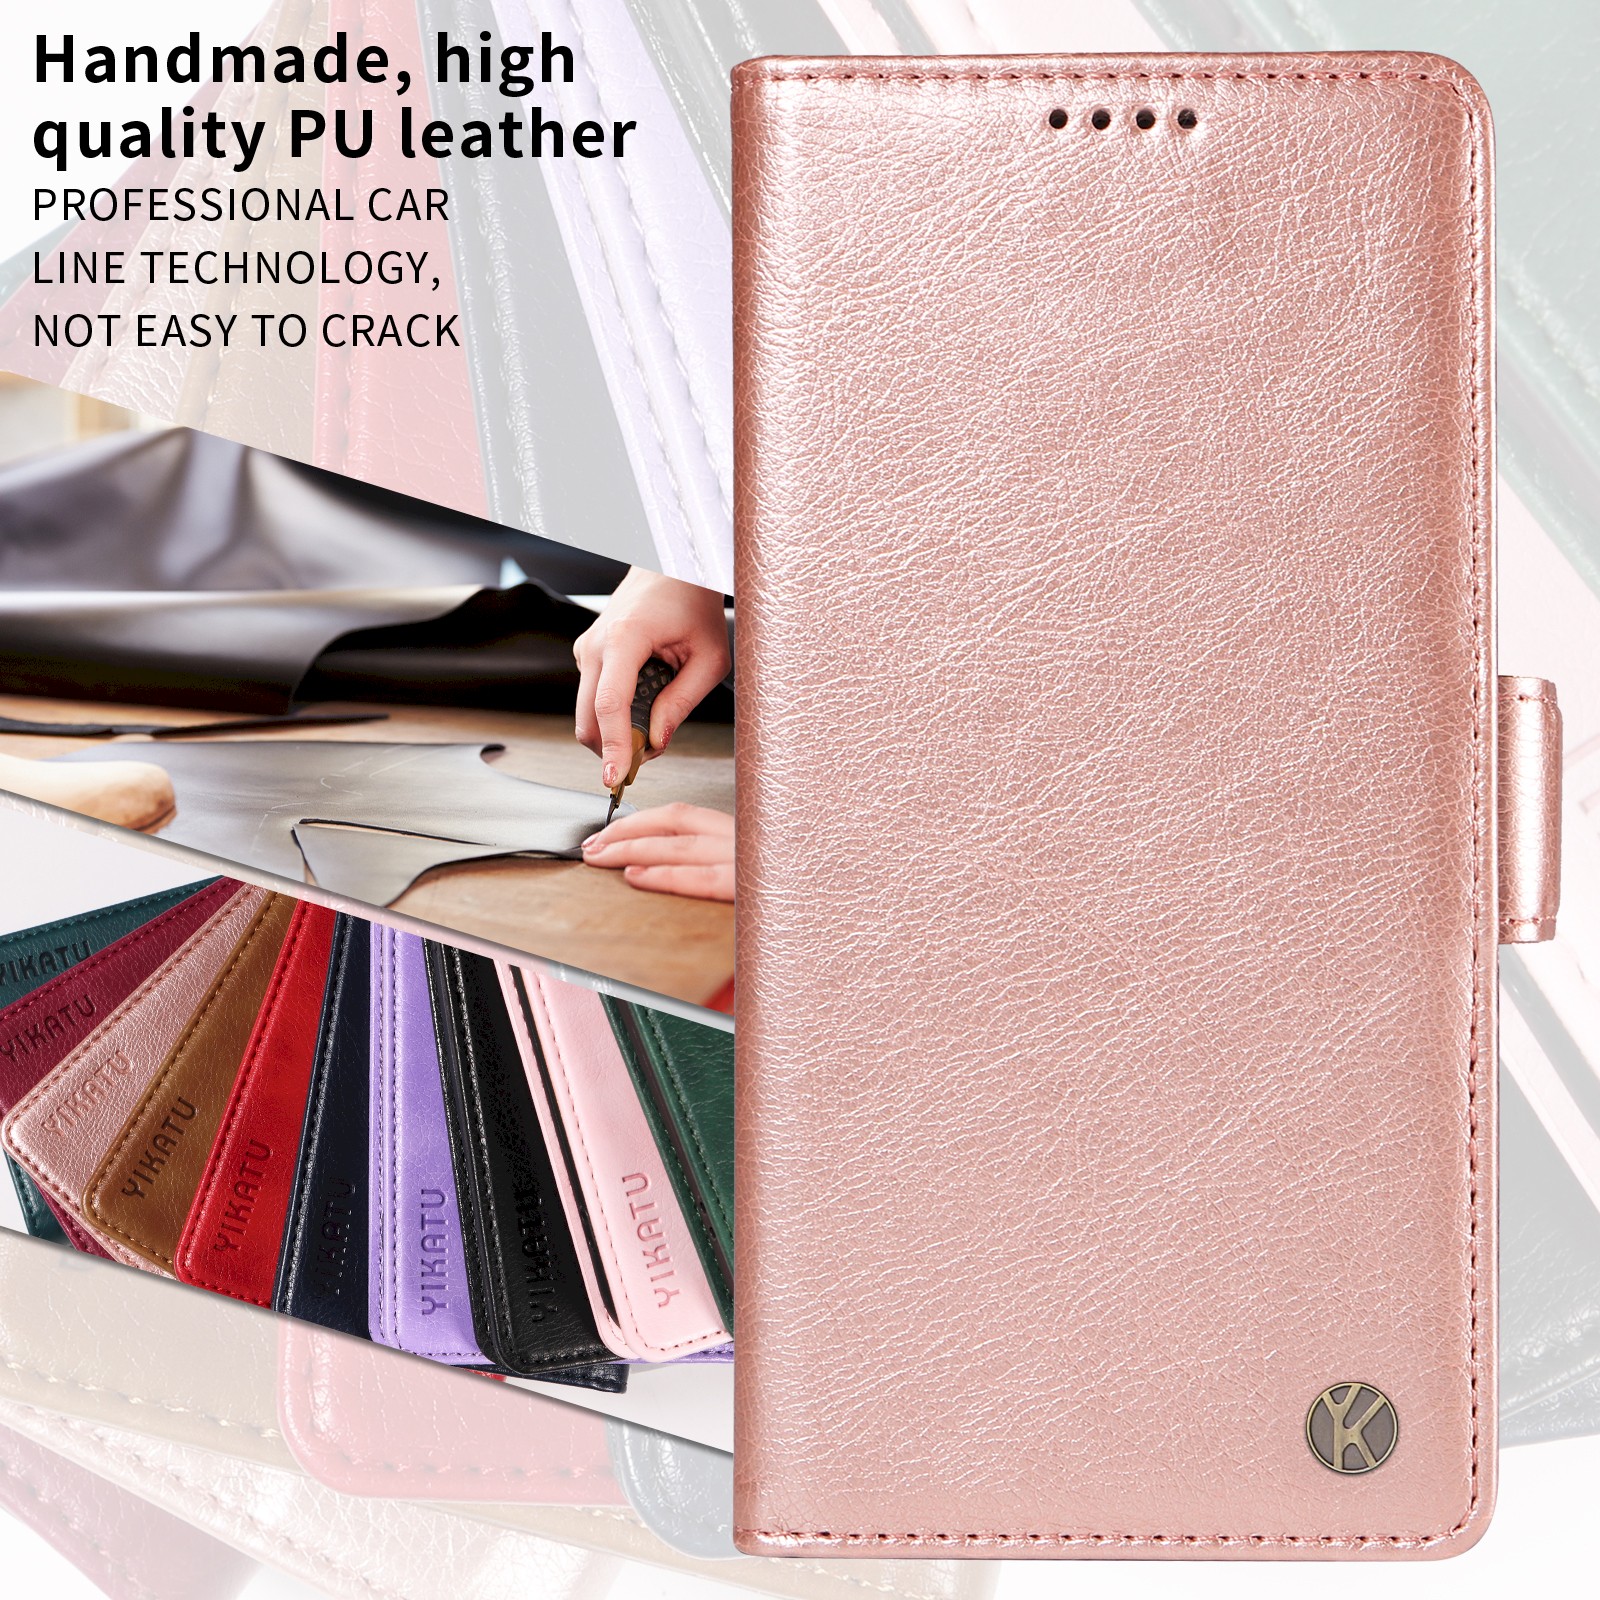 Handmade, high
quality PU leather
PROFESSIONAL CAR
LINE TECHNOLOGY,
NOT EASY TO CRACK
YIKATU
YIKATU
YIKATU
YIKATU
YIKATU
YIKATU
YIKATU
YIKATU
YIKATU